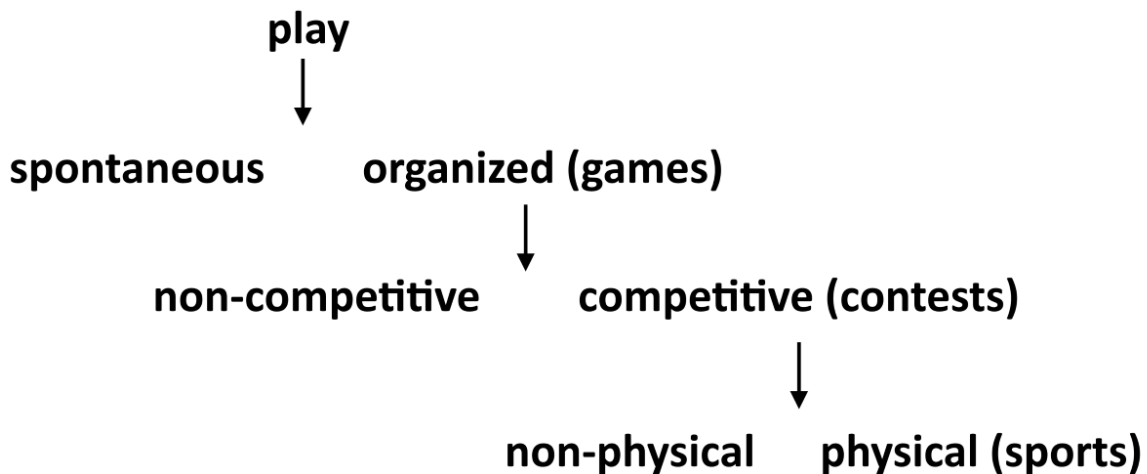 play
spontaneous organized (games)
non-competitive competitive (contests)
non-physical physical (sports)